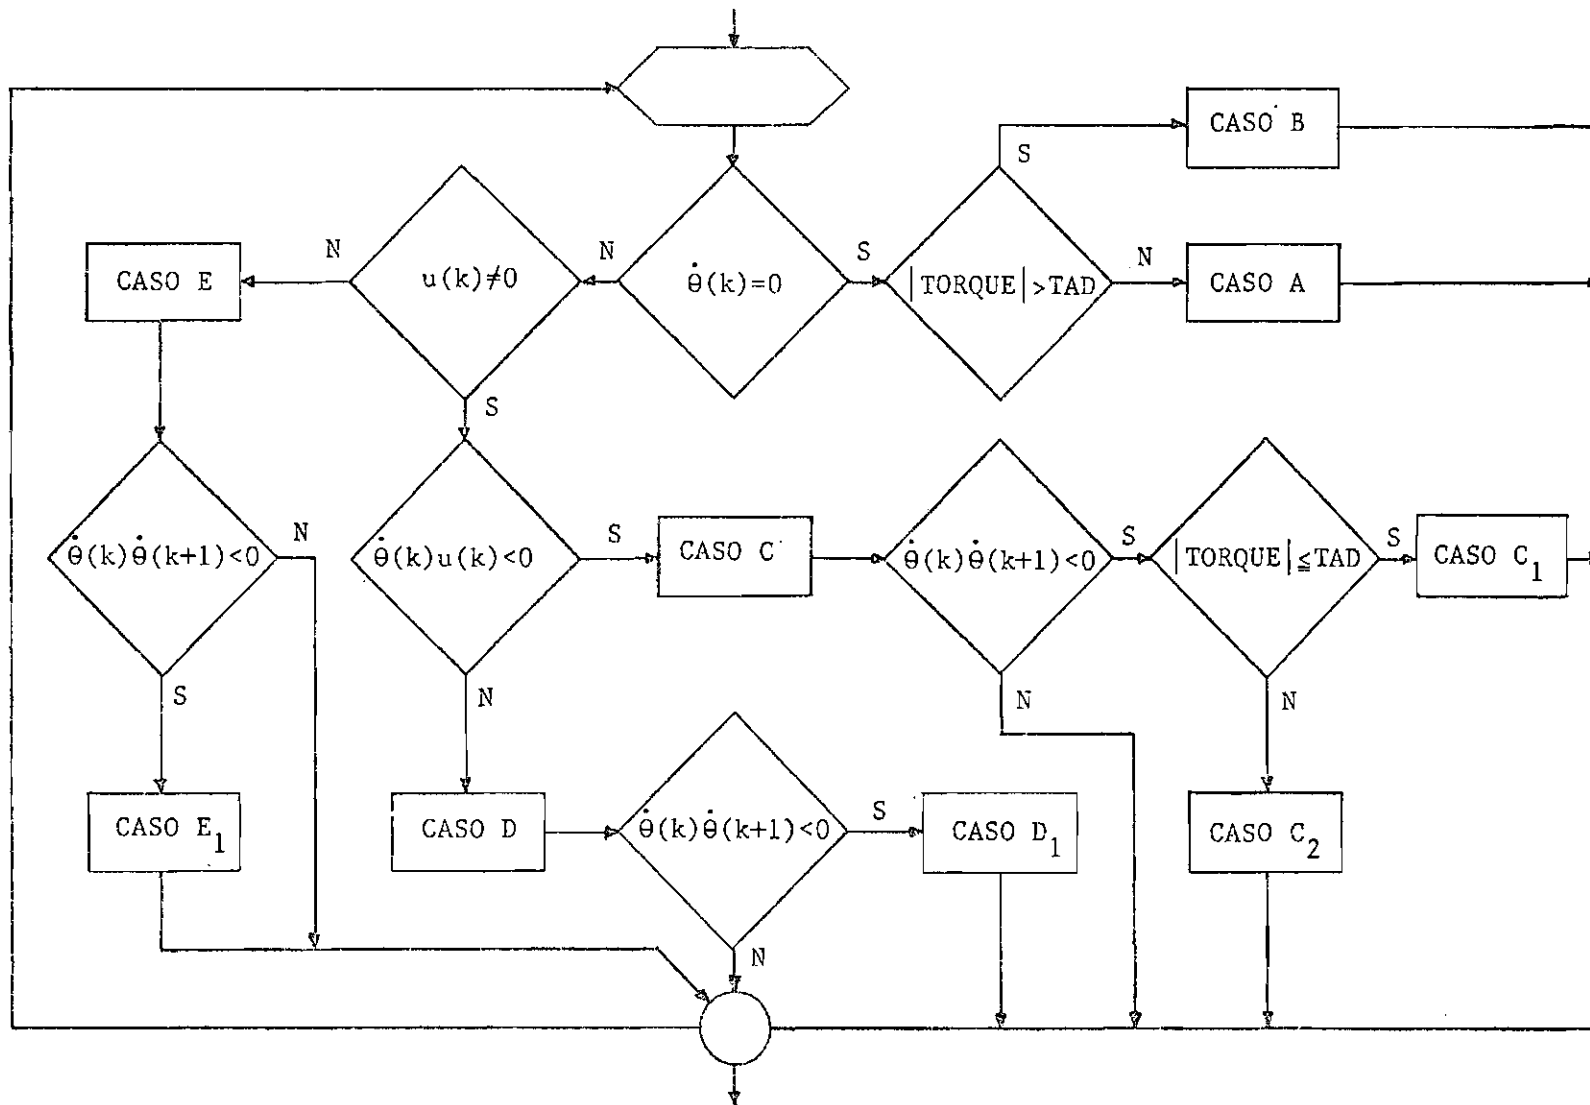 CASO B
S
N
CASO E
N
u(k)≠0
N
θ̇(k)=0
S
|TORQUE|>TAD
CASO A
S
θ̇(k)θ̇(k+1)<0
N
θ̇(k)u(k)<0
S
CASO C
θ̇(k)θ̇(k+1)<0
S
|TORQUE|≦TAD
S
CASO C₁
S
N
N
N
CASO E₁
CASO D
θ̇(k)θ̇(k+1)<0
S
CASO D₁
CASO C₂
N